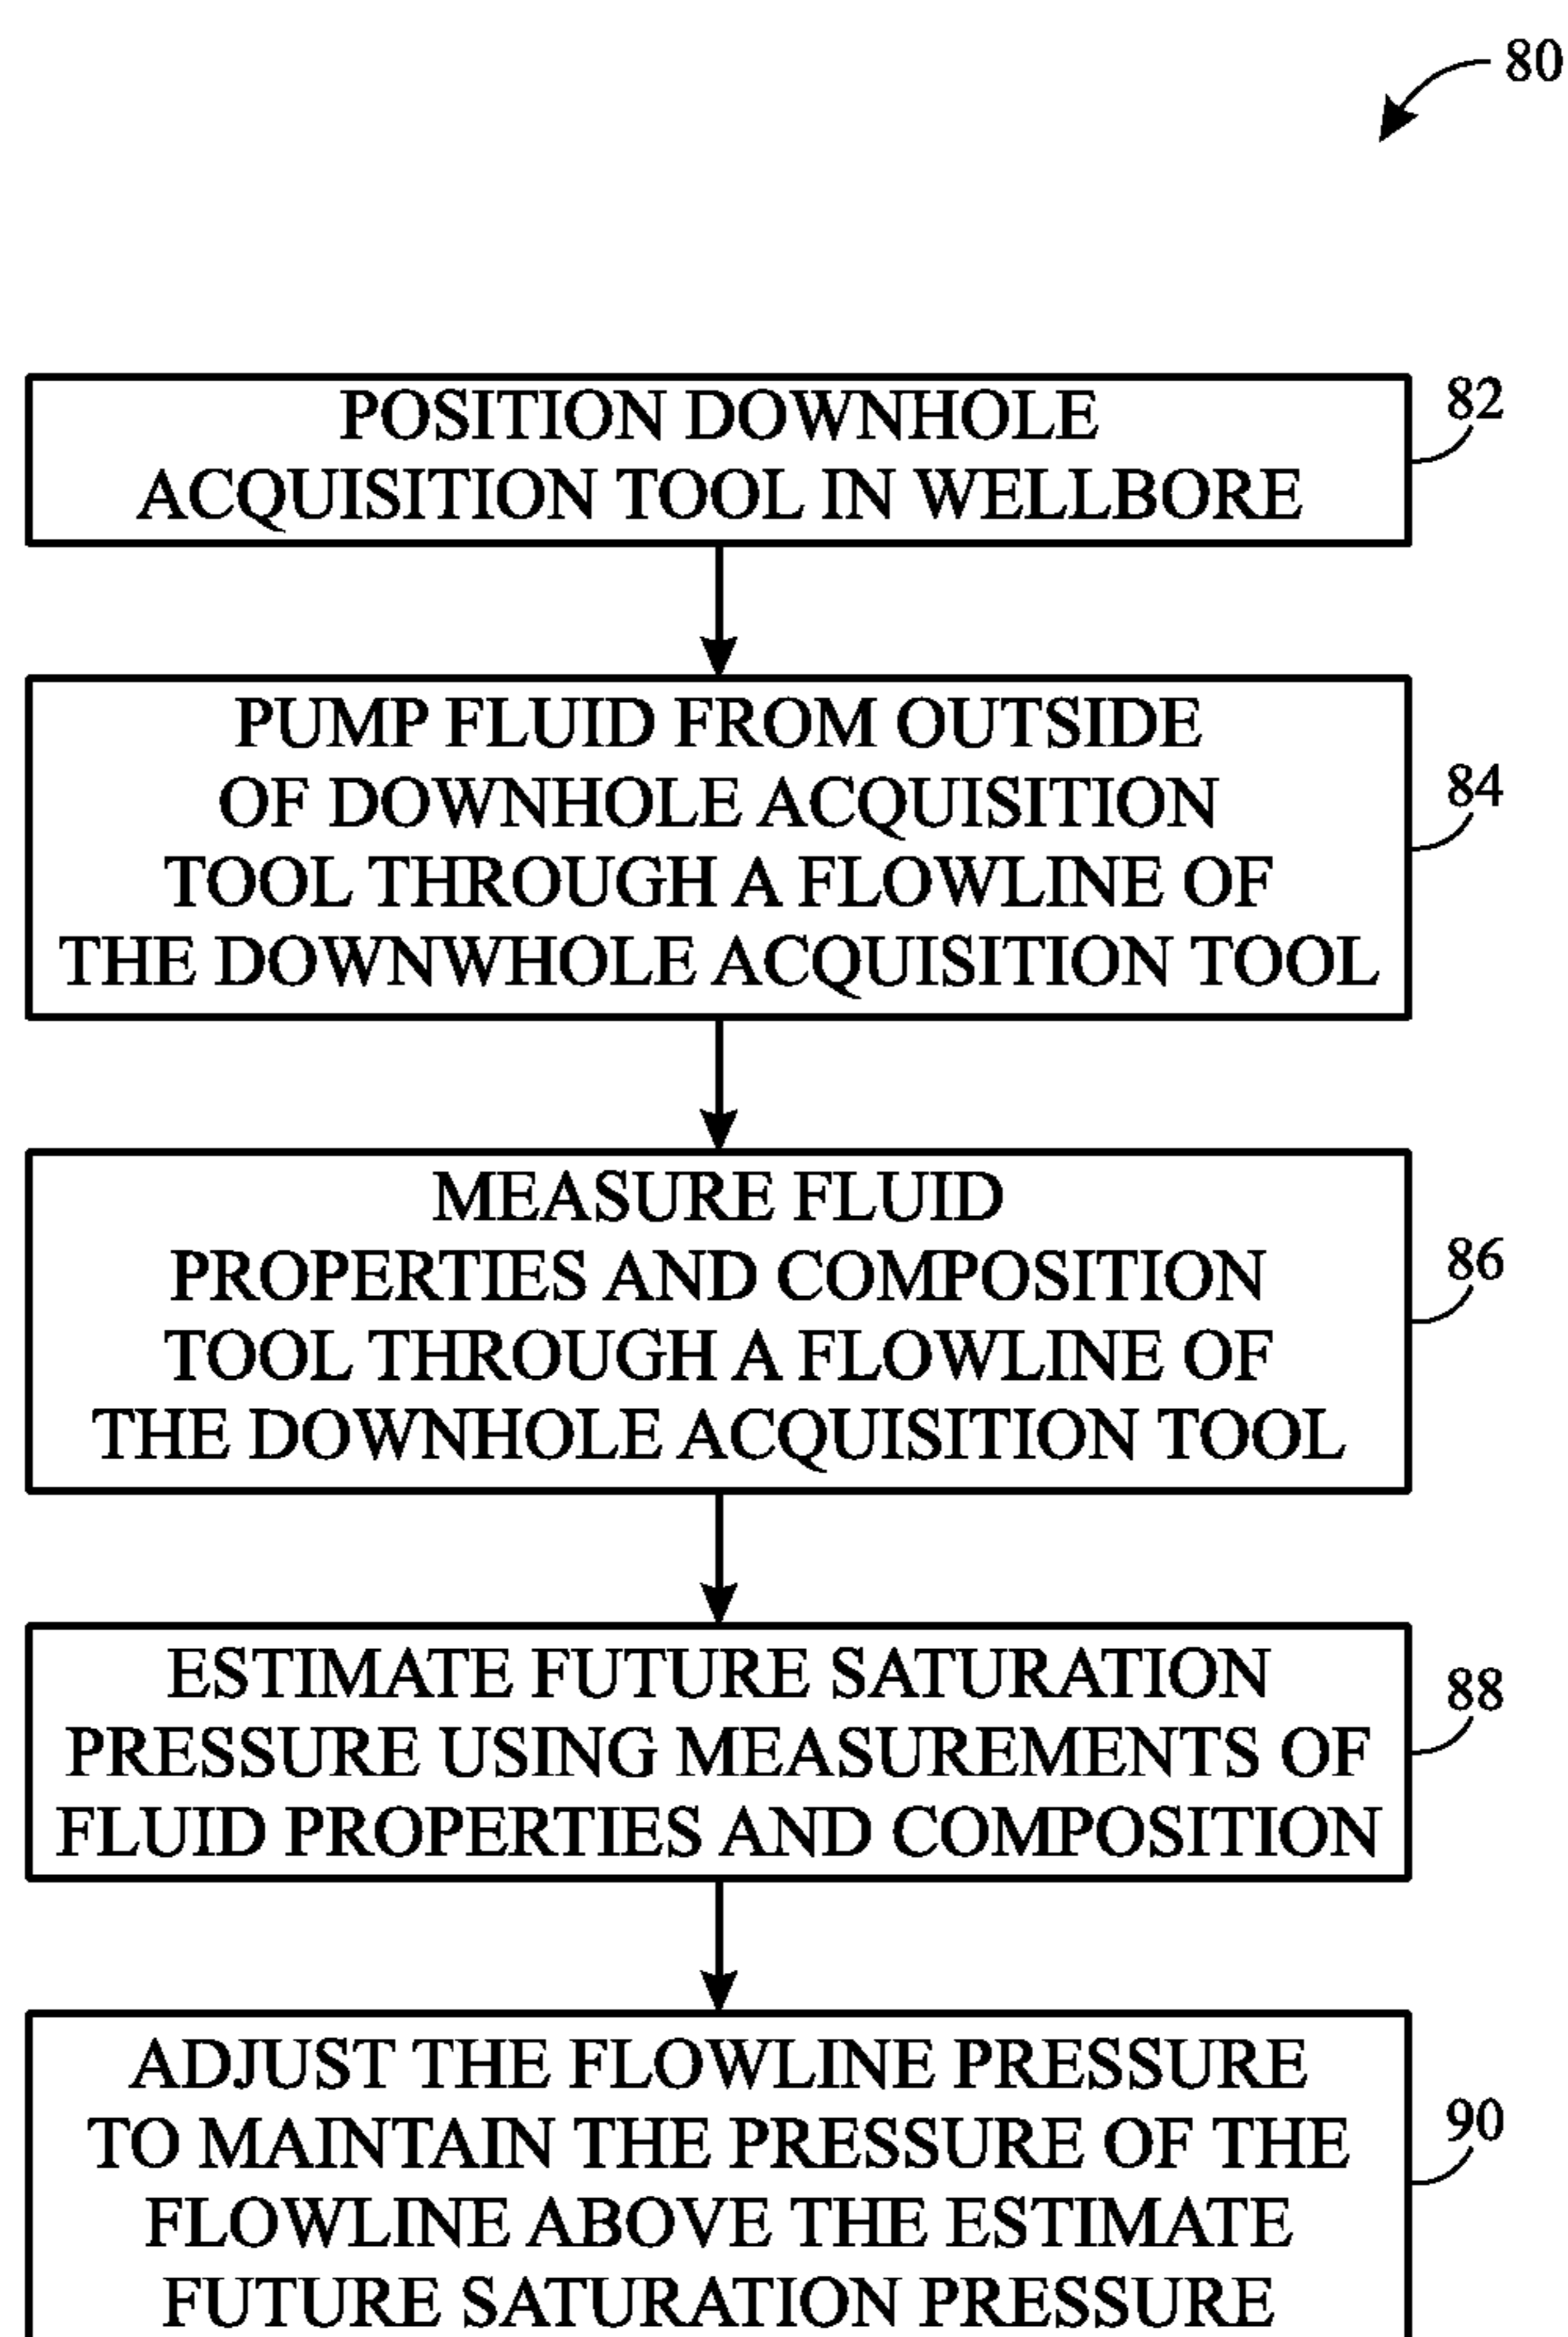 80
POSITION DOWNHOLE
ACQUISITION TOOL IN WELLBORE
82
PUMP FLUID FROM OUTSIDE
OF DOWNHOLE ACQUISITION
TOOL THROUGH A FLOWLINE OF
THE DOWNWHOLE ACQUISITION TOOL
84
MEASURE FLUID
PROPERTIES AND COMPOSITION
TOOL THROUGH A FLOWLINE OF
THE DOWNHOLE ACQUISITION TOOL
86
ESTIMATE FUTURE SATURATION
PRESSURE USING MEASUREMENTS OF
FLUID PROPERTIES AND COMPOSITION
88
ADJUST THE FLOWLINE PRESSURE
TO MAINTAIN THE PRESSURE OF THE
FLOWLINE ABOVE THE ESTIMATE
FUTURE SATURATION PRESSURE
90